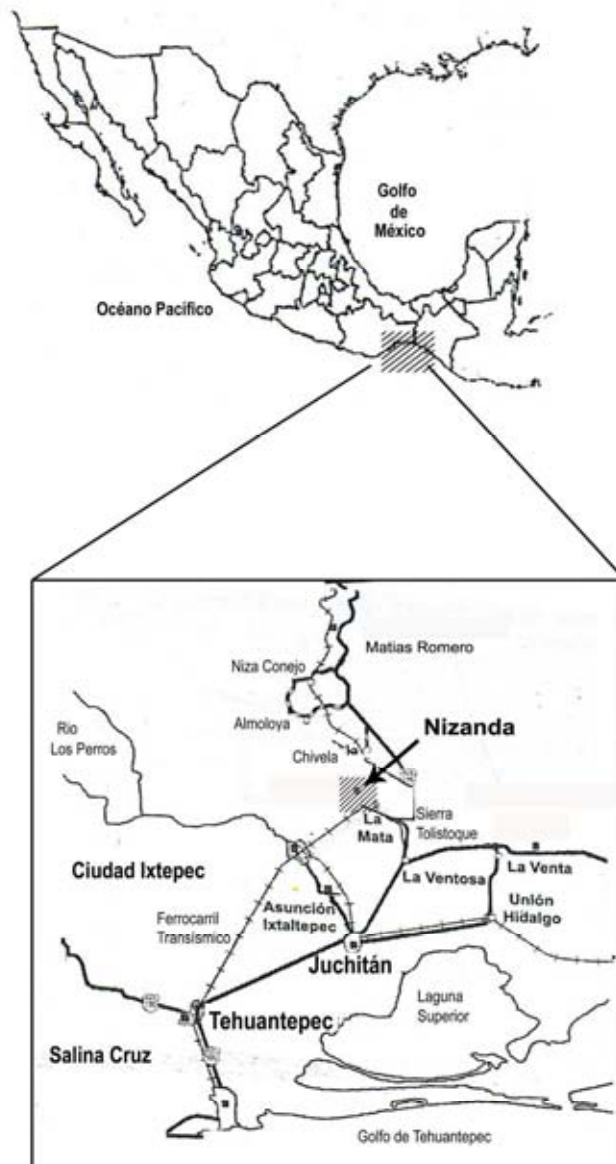 Golfo
de
México
Océano Pacífico
Matias Romero
Niza Conejo
Almoloya
Nizanda
Rio
Los Perros
Chivela
La
Mata
Sierra
Tolistoque
Ciudad Ixtepec
La Ventosa
La Venta
Asunción
Ixtaltepec
Unión
Hidalgo
Ferrocarril
Transísmico
Juchitán
Laguna
Superior
Tehuantepec
Salina Cruz
Golfo de Tehuantepec